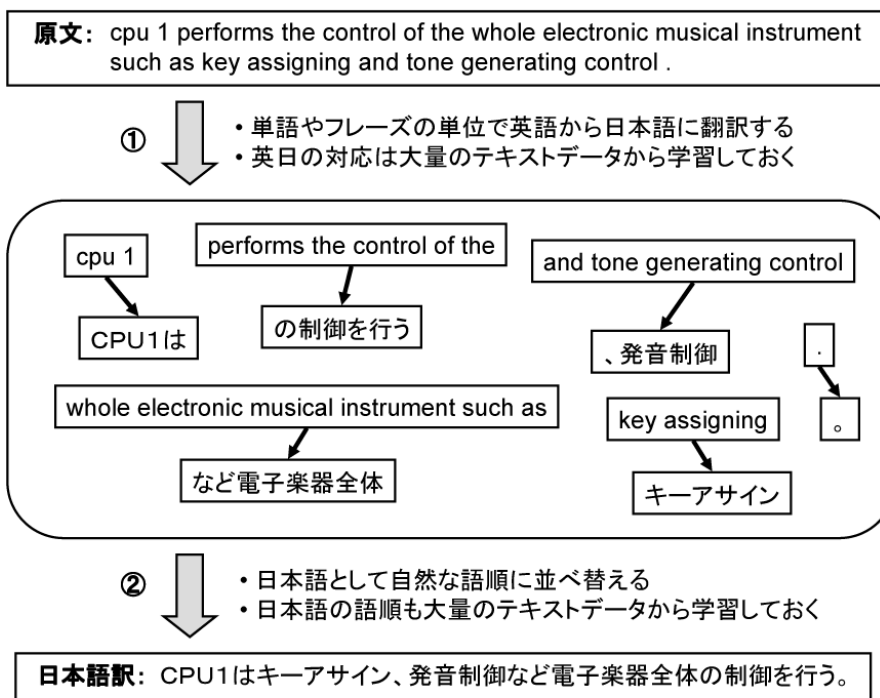 原文: cpu 1 performs the control of the whole electronic musical instrument
such as key assigning and tone generating control .
①
・単語やフレーズの単位で英語から日本語に翻訳する
・英日の対応は大量のテキストデータから学習しておく
cpu 1
performs the control of the
and tone generating control
CPU1は
の制御を行う
、発音制御
.
whole electronic musical instrument such as
key assigning
。
など電子楽器全体
キーアサイン
②
・日本語として自然な語順に並べ替える
・日本語の語順も大量のテキストデータから学習しておく
日本語訳: CPU1はキーアサイン、発音制御など電子楽器全体の制御を行う。